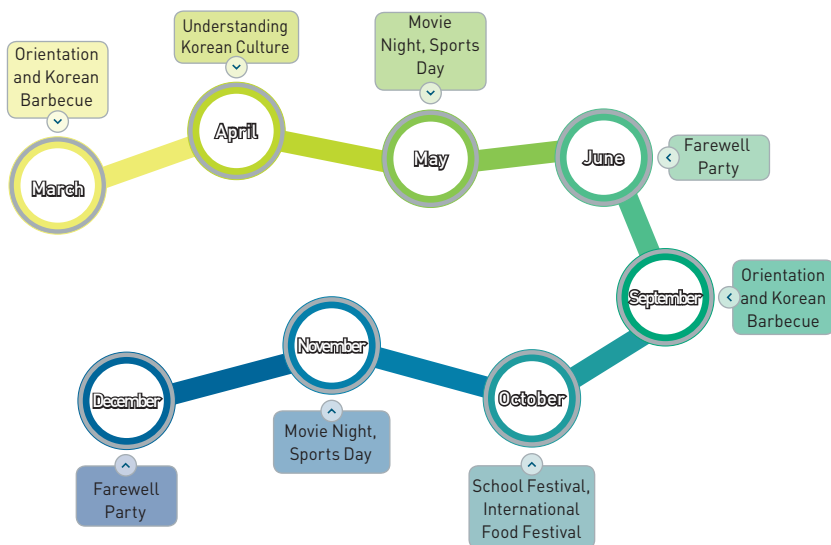 Orientation
and Korean
Barbecue
March
Understanding
Korean Culture
April
Movie
Night, Sports
Day
May
June
Farewell
Party
September
Orientation
and Korean
Barbecue
October
School Festival,
International
Food Festival
November
Movie Night,
Sports Day
December
Farewell
Party